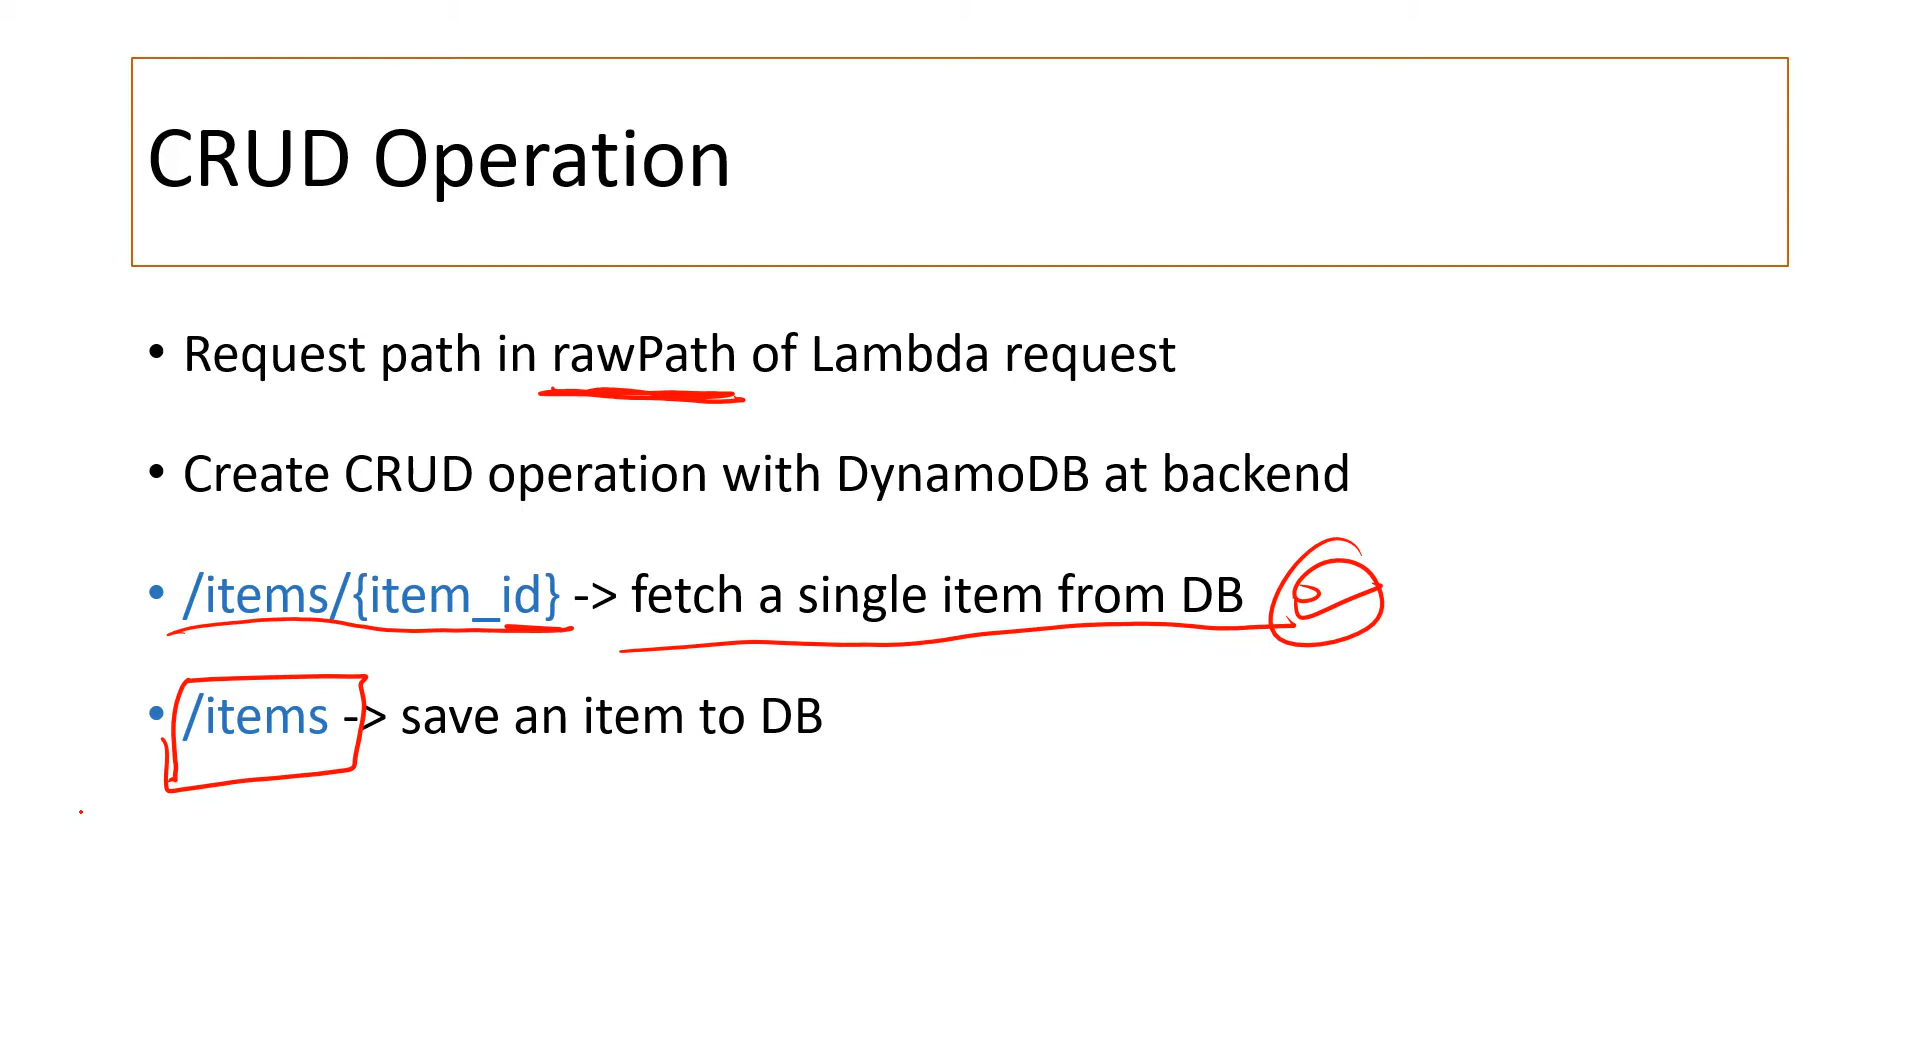 CRUD Operation
• Request path in rawPath of Lambda request
• Create CRUD operation with DynamoDB at backend
• /items/{item_id} -> fetch a single item from DB
• /items -> save an item to DB